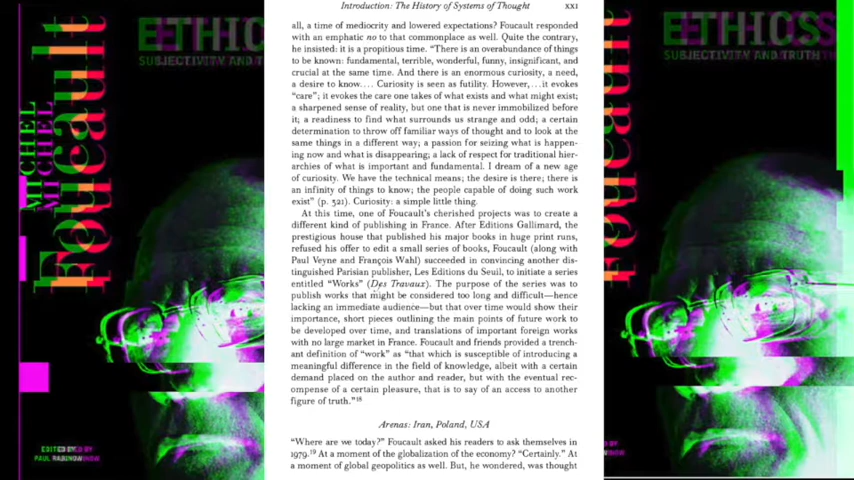 MICHEL
MICHEL
Foucault
ETHICS
SUBJECTIVITY AND T
EDITED BY
PAUL RABINOW
Introduction: The History of Systems of Thought XXI
all, a time of mediocrity and lowered expectations? Foucault responded
with an emphatic no to that commonplace as well. Quite the contrary,
he insisted: it is a propitious time. “There is an overabundance of things
to be known: fundamental, terrible, wonderful, funny, insignificant, and
crucial at the same time. And there is an enormous curiosity, a need,
a desire to know.... Curiosity is seen as futility. However,...it evokes
“care”; it evokes the care one takes of what exists and what might exist;
a sharpened sense of reality, but one that is never immobilized before
it; a readiness to find what surrounds us strange and odd; a certain
determination to throw off familiar ways of thought and to look at the
same things in a different way; a passion for seizing what is happen-
ing now and what is disappearing; a lack of respect for traditional hier-
archies of what is important and fundamental. I dream of a new age
of curiosity. We have the technical means; the desire is there; there is
an infinity of things to know; the people capable of doing such work
exist” (p. 321). Curiosity: a simple little thing.
At this time, one of Foucault’s cherished projects was to create a
different kind of publishing in France. After Editions Gallimard, the
prestigious house that published his major books in huge print runs,
refused his offer to edit a small series of books, Foucault (along with
Paul Veyne and François Wahl) succeeded in convincing another dis-
tinguished Parisian publisher, Les Editions du Seuil, to initiate a series
entitled “Works” (Des Travaux). The purpose of the series was to
publish works that might be considered too long and difficult—hence
lacking an immediate audience—but that over time would show their
importance, short pieces outlining the main points of future work to
be developed over time, and translations of important foreign works
with no large market in France. Foucault and friends provided a trench-
ant definition of “work” as “that which is susceptible of introducing a
meaningful difference in the field of knowledge, albeit with a certain
demand placed on the author and reader, but with the eventual rec-
ompense of a certain pleasure, that is to say of an access to another
figure of truth.”18
Arenas: Iran, Poland, USA
“Where are we today?” Foucault asked his readers to ask themselves in
1979.19 At a moment of the globalization of the economy? “Certainly.” At
a moment of global geopolitics as well. But, he wondered, was thought
Foucault
ETHICS
SUBJECTIVITY AND TRUTH
BY
PAUL RABINOW